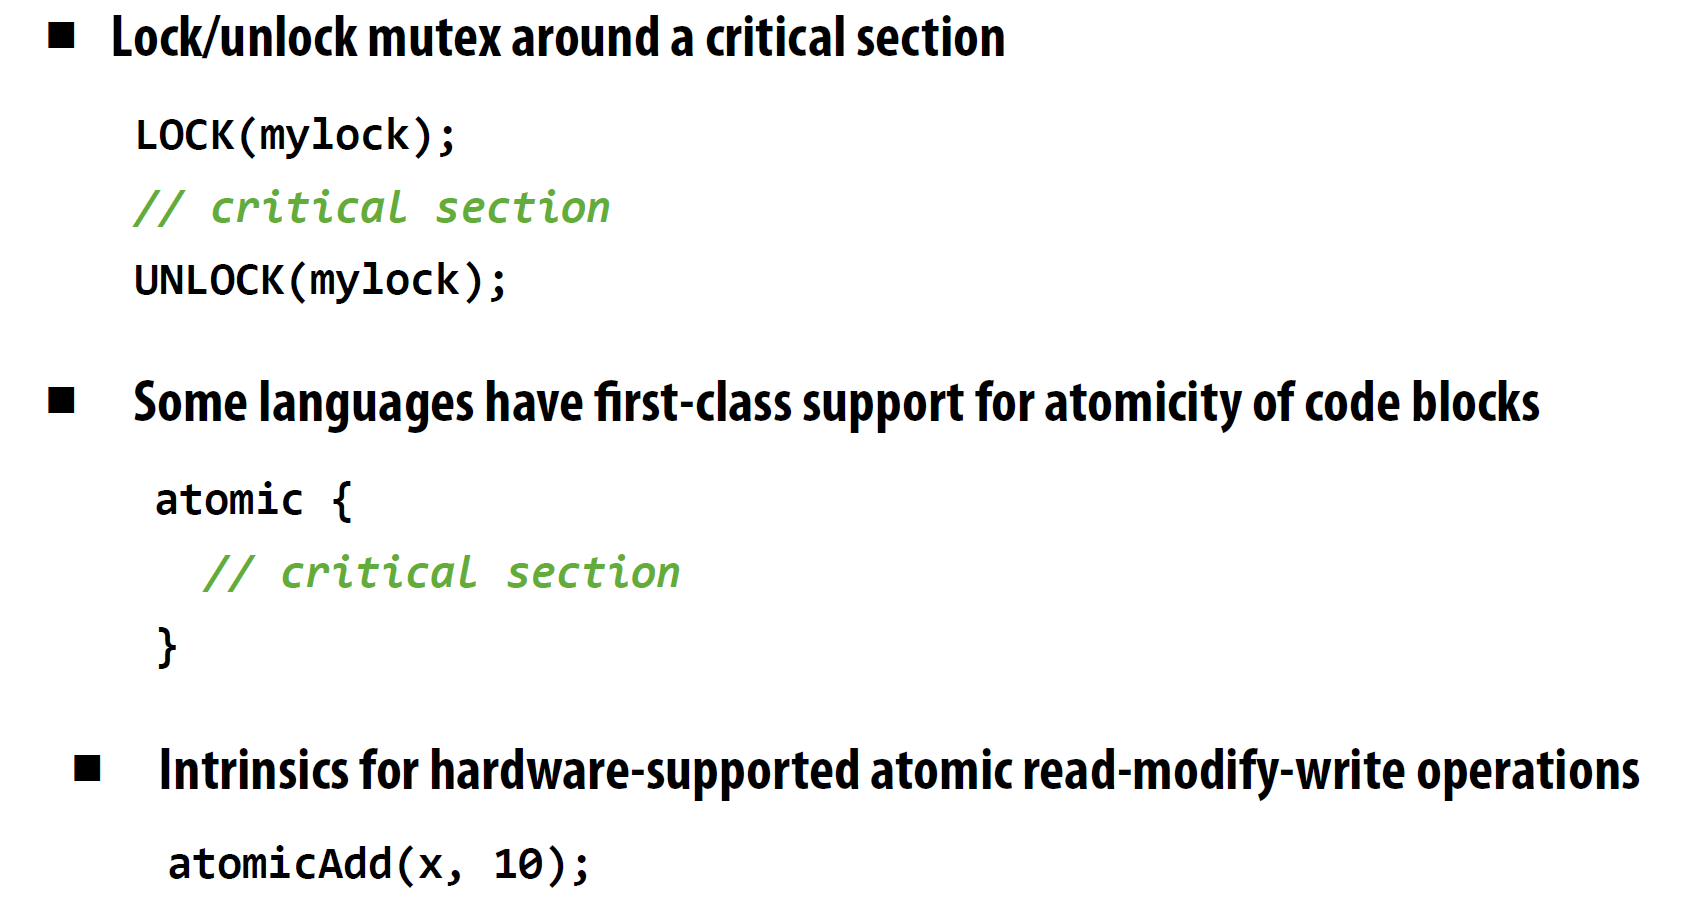 ■ Lock/unlock mutex around a critical section
LOCK(mylock);
// critical section
UNLOCK(mylock);
■ Some languages have first-class support for atomicity of code blocks
atomic {
// critical section
}
■ Intrinsics for hardware-supported atomic read-modify-write operations
atomicAdd(x, 10);